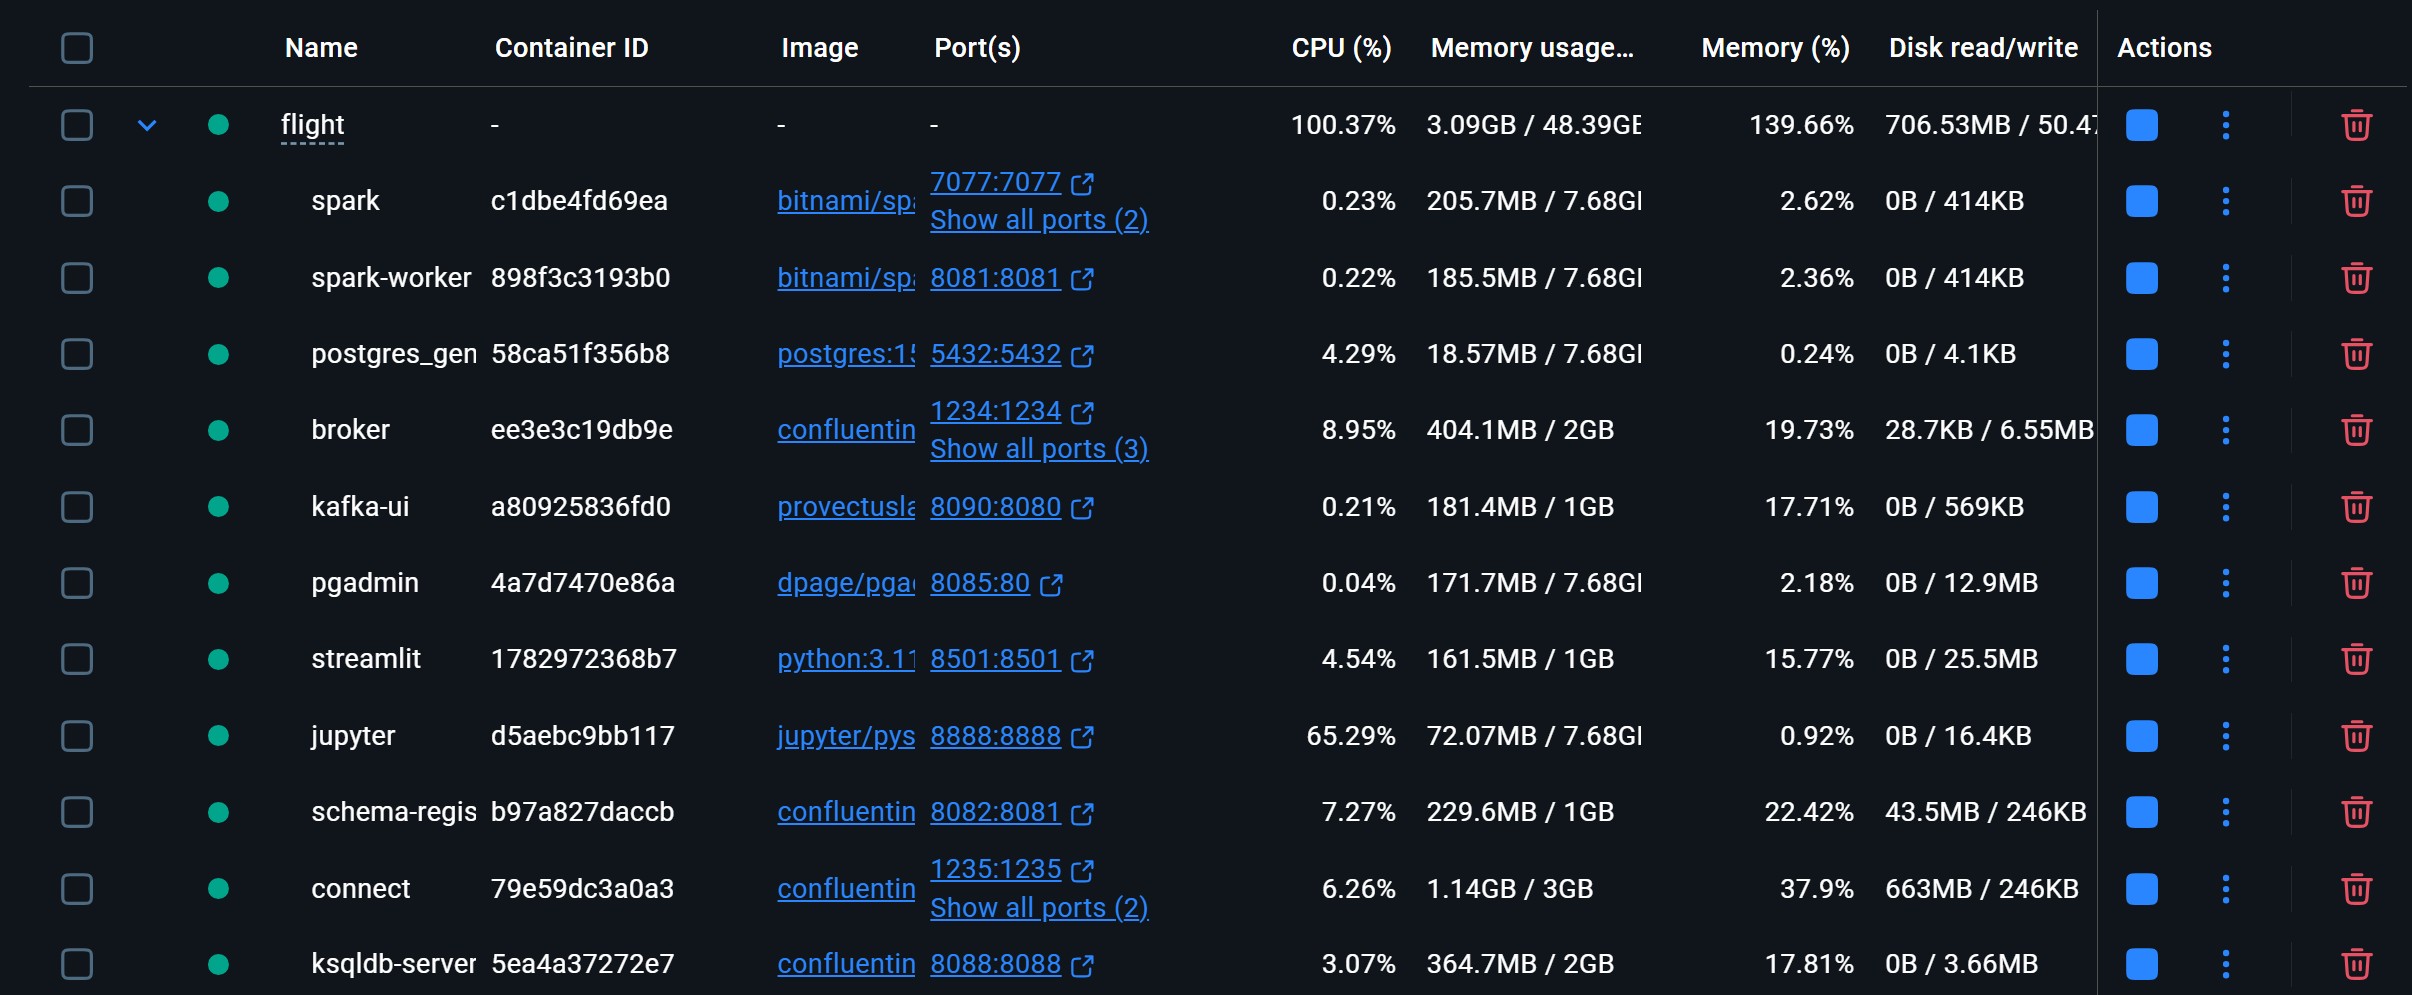 Name Container ID Image Port(s) CPU (%) Memory usage... Memory (%) Disk read/write Actions
flight - - - 100.37% 3.09GB / 48.39GE 139.66% 706.53MB / 50.47
spark c1dbe4fd69ea bitnami/spa 7077:7077 0.23% 205.7MB / 7.68GI 2.62% 0B / 414KB
Show all ports (2)
spark-worker 898f3c3193b0 bitnami/spa 8081:8081 0.22% 185.5MB / 7.68GI 2.36% 0B / 414KB
postgres_gen 58ca51f356b8 postgres:15 5432:5432 4.29% 18.57MB / 7.68GI 0.24% 0B / 4.1KB
broker ee3e3c19db9e confluentin 1234:1234 8.95% 404.1MB / 2GB 19.73% 28.7KB / 6.55MB
Show all ports (3)
kafka-ui a80925836fd0 provectusla 8090:8080 0.21% 181.4MB / 1GB 17.71% 0B / 569KB
pgadmin 4a7d7470e86a dpage/pgad 8085:80 0.04% 171.7MB / 7.68GI 2.18% 0B / 12.9MB
streamlit 1782972368b7 python:3.11 8501:8501 4.54% 161.5MB / 1GB 15.77% 0B / 25.5MB
jupyter d5aebc9bb117 jupyter/pys 8888:8888 65.29% 72.07MB / 7.68GI 0.92% 0B / 16.4KB
schema-regis b97a827daccb confluentin 8082:8081 7.27% 229.6MB / 1GB 22.42% 43.5MB / 246KB
connect 79e59dc3a0a3 confluentin 1235:1235 6.26% 1.14GB / 3GB 37.9% 663MB / 246KB
Show all ports (2)
ksqldb-server 5ea4a37272e7 confluentin 8088:8088 3.07% 364.7MB / 2GB 17.81% 0B / 3.66MB